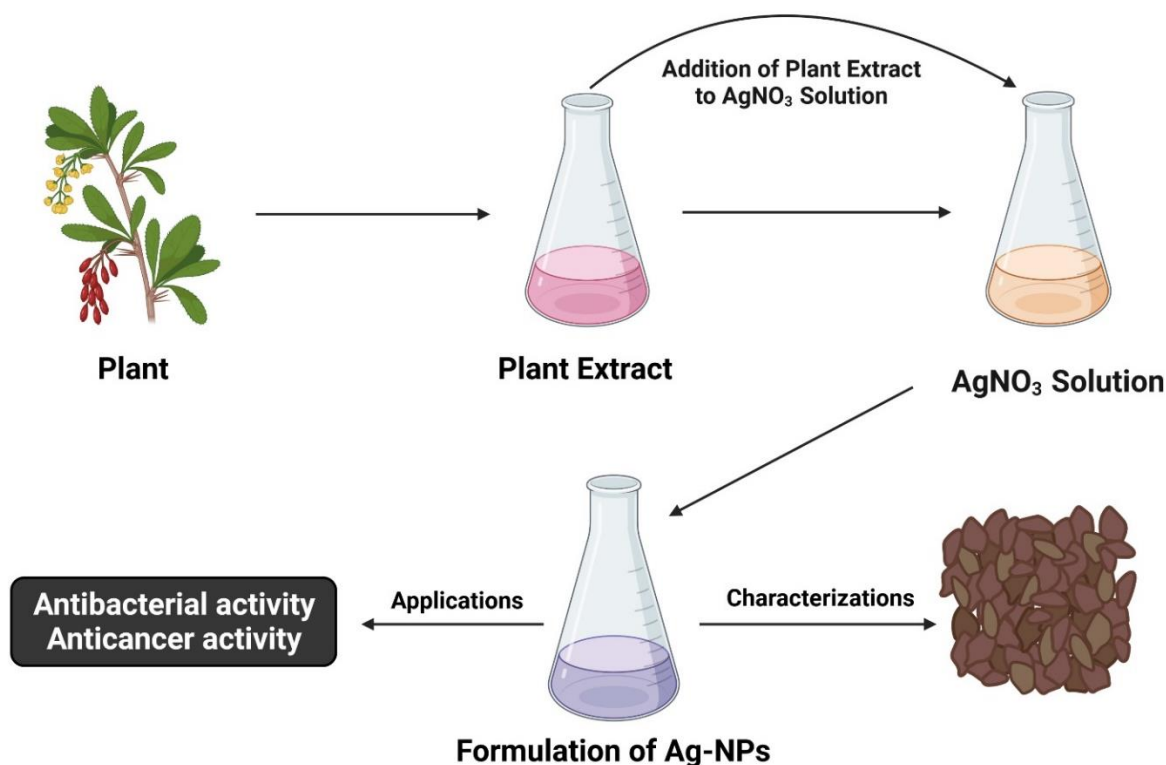 Addition of Plant Extract
to AgNO₃ Solution
Plant
Plant Extract
AgNO₃ Solution
Antibacterial activity
Anticancer activity
Applications
Characterizations
Formulation of Ag-NPs